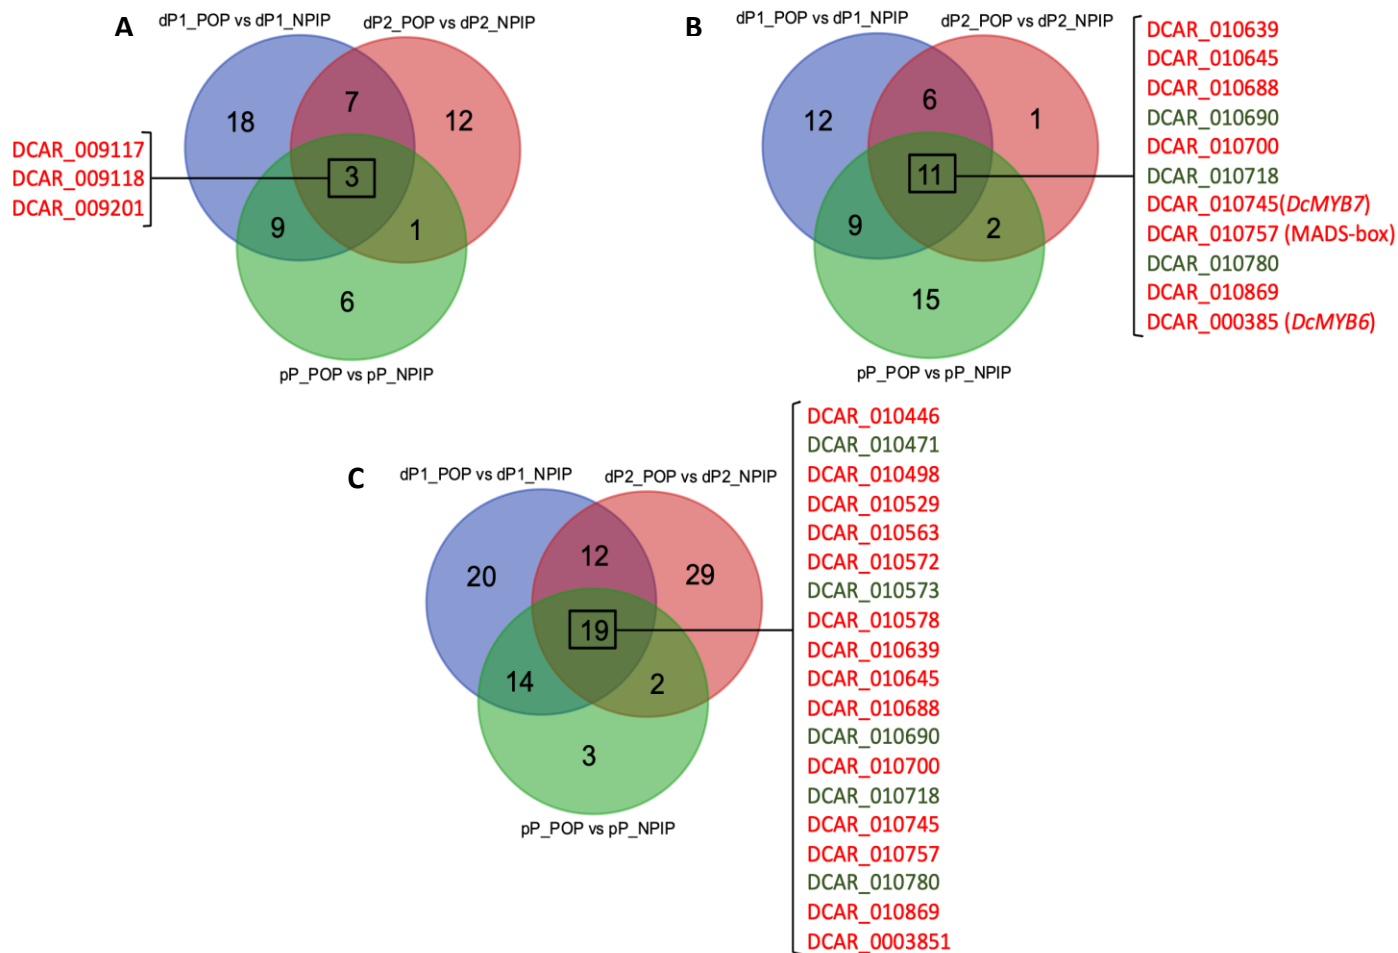 A
dP1_POP vs dP1_NPIP
dP2_POP vs dP2_NPIP
18
7
12
3
9
1
6
pP_POP vs pP_NPIP
DCAR_009117
DCAR_009118
DCAR_009201
B
dP1_POP vs dP1_NPIP
dP2_POP vs dP2_NPIP
12
6
1
11
9
2
15
pP_POP vs pP_NPIP
DCAR_010639
DCAR_010645
DCAR_010688
DCAR_010690
DCAR_010700
DCAR_010718
DCAR_010745(DcMYB7)
DCAR_010757 (MADS-box)
DCAR_010780
DCAR_010869
DCAR_000385 (DcMYB6)
C
dP1_POP vs dP1_NPIP
dP2_POP vs dP2_NPIP
20
12
29
19
14
2
3
pP_POP vs pP_NPIP
DCAR_010446
DCAR_010471
DCAR_010498
DCAR_010529
DCAR_010563
DCAR_010572
DCAR_010573
DCAR_010578
DCAR_010639
DCAR_010645
DCAR_010688
DCAR_010690
DCAR_010700
DCAR_010718
DCAR_010745
DCAR_010757
DCAR_010780
DCAR_010869
DCAR_0003851